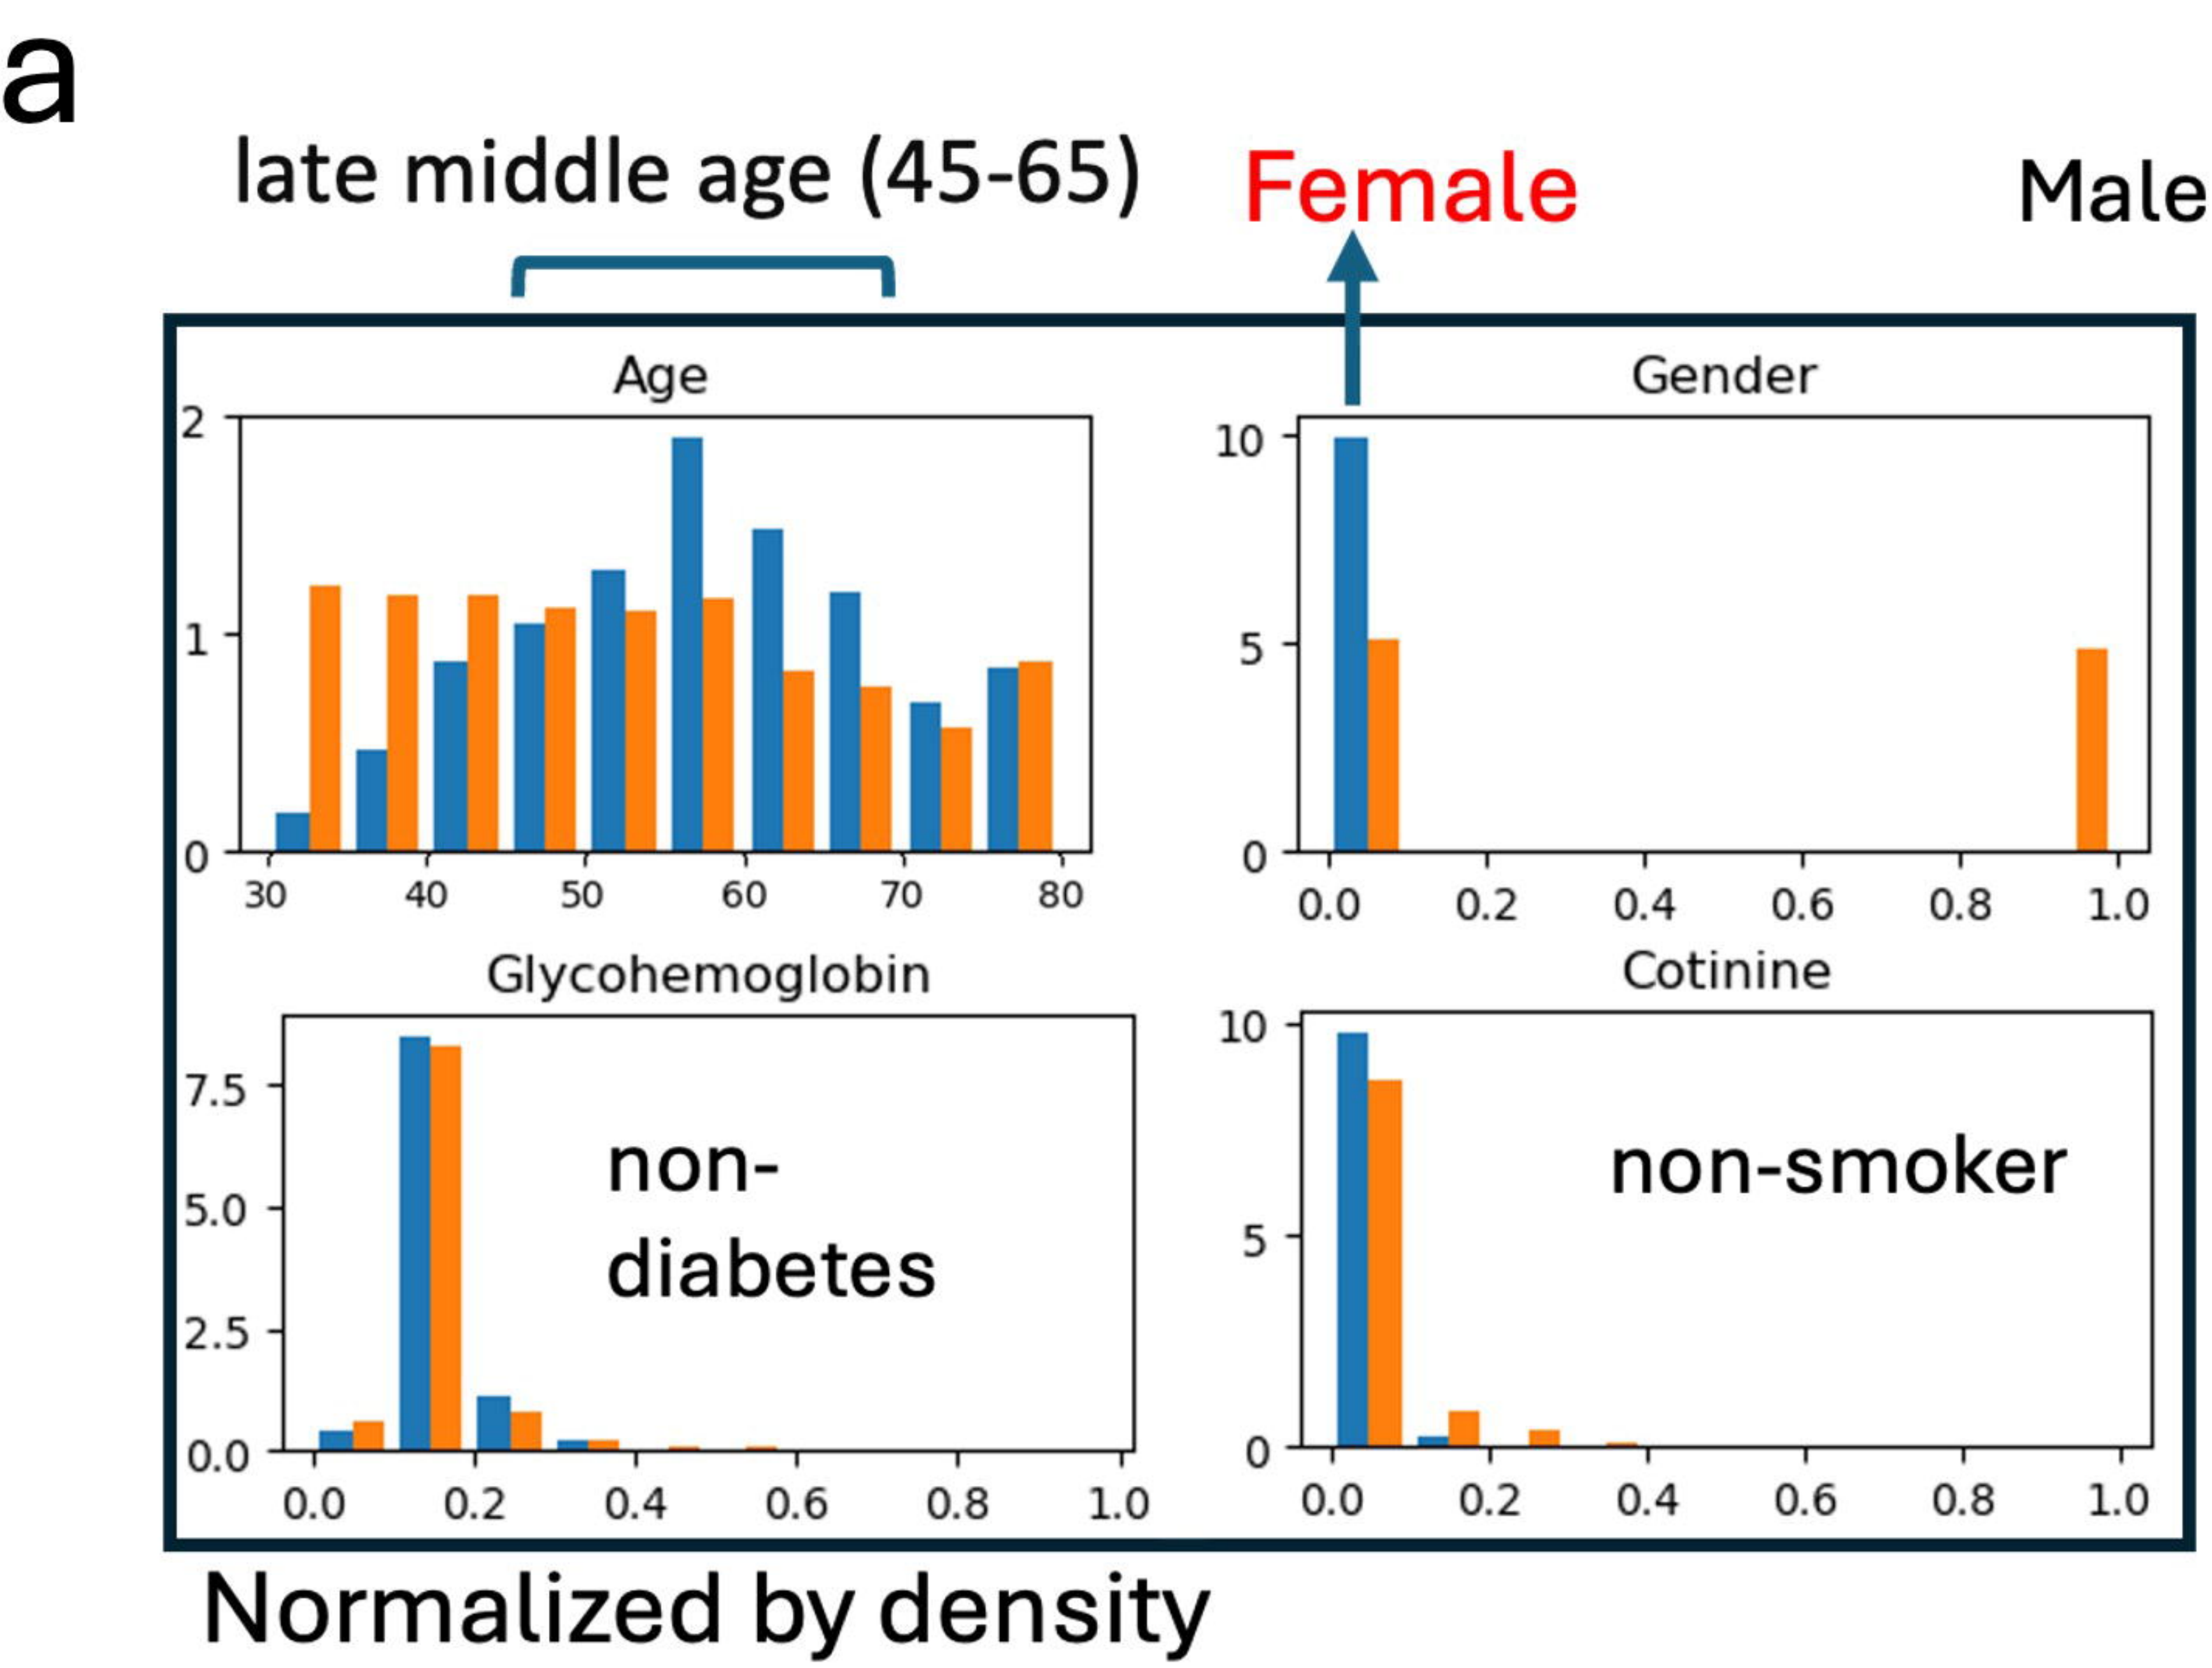 a
late middle age (45-65)
Female
Male
Age
2
1
0
30 40 50 60 70 80
Gender
10
5
0
0.0 0.2 0.4 0.6 0.8 1.0
Glycohemoglobin
7.5
5.0
2.5
0.0
non-
diabetes
0.0 0.2 0.4 0.6 0.8 1.0
Cotinine
10
5
0
non-smoker
0.0 0.2 0.4 0.6 0.8 1.0
Normalized by density